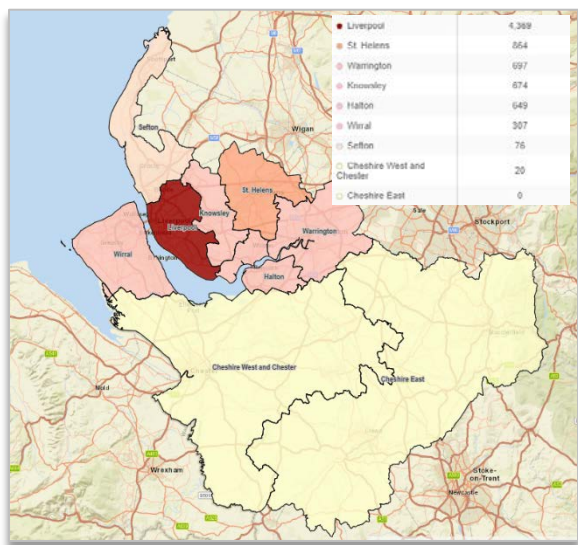 Liverpool 4,369
St. Helens 864
Warrington 697
Knowsley 674
Halton 649
Wirral 387
Sefton 76
Cheshire West and
Chester 20
Cheshire East 0
Sefton
Wigan
St. Helens
Knowsley
Liverpool
Warrington
Stockport
Wirral
Halton
Cheshire West and Chester
Cheshire East
Wrexham
Stoke-
on-Trent
Newcastle